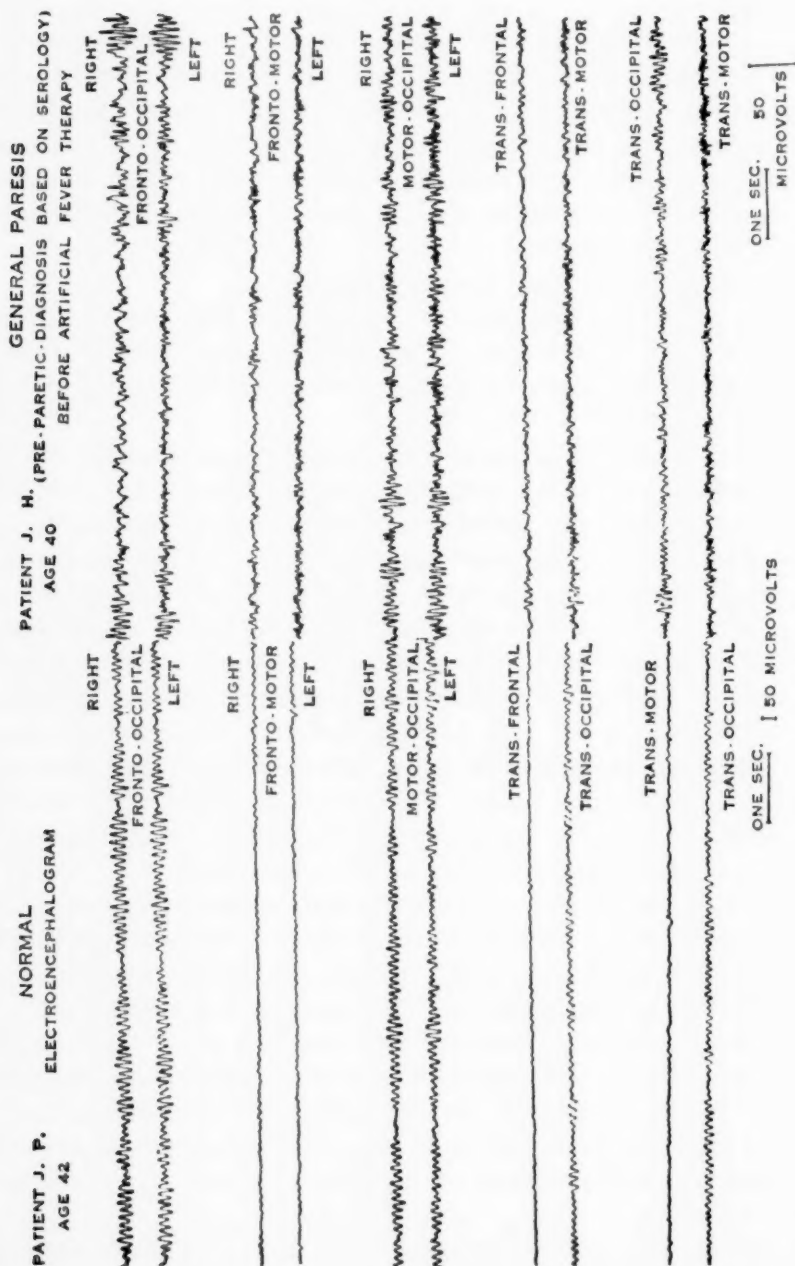 PATIENT J. P.
AGE 42
NORMAL
ELECTROENCEPHALOGRAM
RIGHT
FRONTO-OCCIPITAL
LEFT
RIGHT
FRONTO-MOTOR
LEFT
RIGHT
MOTOR-OCCIPITAL
LEFT
TRANS-FRONTAL
TRANS-OCCIPITAL
TRANS-MOTOR
TRANS-OCCIPITAL
ONE SEC.
50 MICROVOLTS
GENERAL PARESIS
PATIENT J. H. (PRE-PARETIC-DIAGNOSIS BASED ON SEROLOGY)
AGE 40
BEFORE ARTIFICIAL FEVER THERAPY
RIGHT
FRONTO-OCCIPITAL
LEFT
RIGHT
FRONTO-MOTOR
LEFT
RIGHT
MOTOR-OCCIPITAL
LEFT
TRANS-FRONTAL
TRANS-MOTOR
TRANS-OCCIPITAL
TRANS-MOTOR
ONE SEC.
50
MICROVOLTS